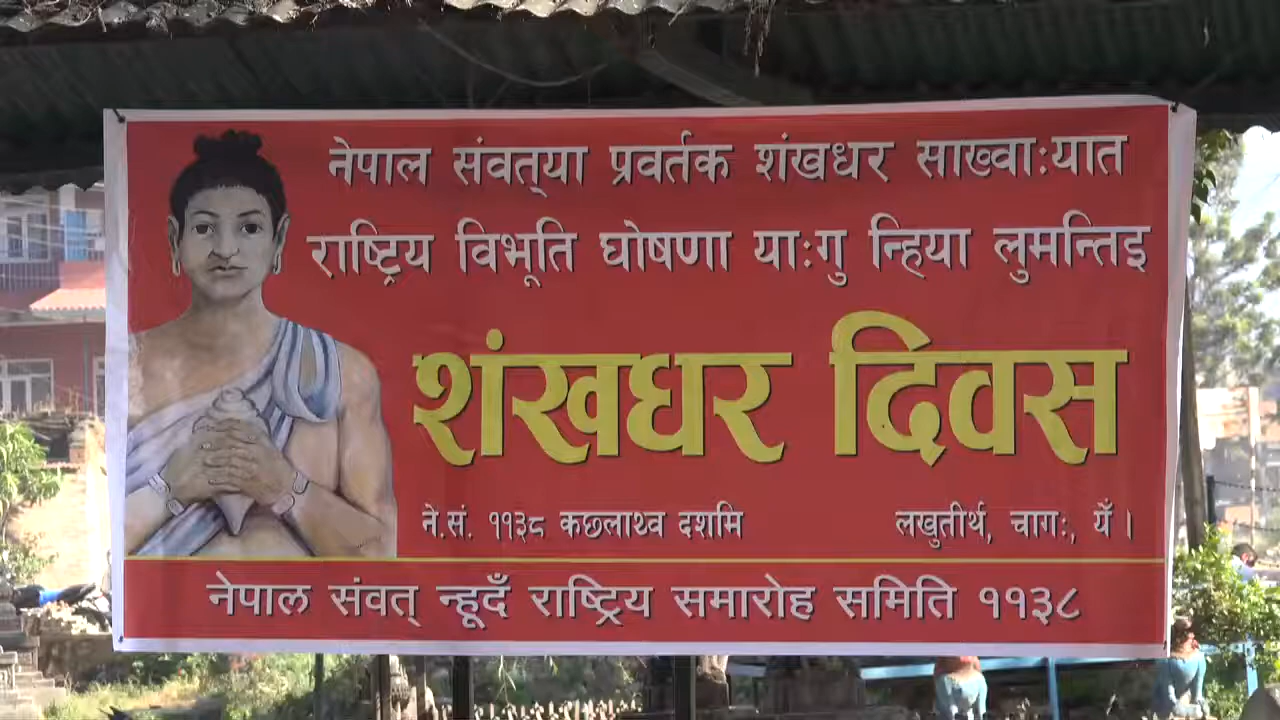 नेपाल संवत्‌या प्रवर्तक शंखधर साख्वाःयात
राष्ट्रिय विभूति घोषणा याःगु न्हिया लुमन्तिइ
शंखधर दिवस
ने.सं. ११३८ कछलाथ्व दशमि
लखुतीर्थ, चागः, येँ ।
नेपाल संवत् न्हूदँ राष्ट्रिय समारोह समिति ११३८